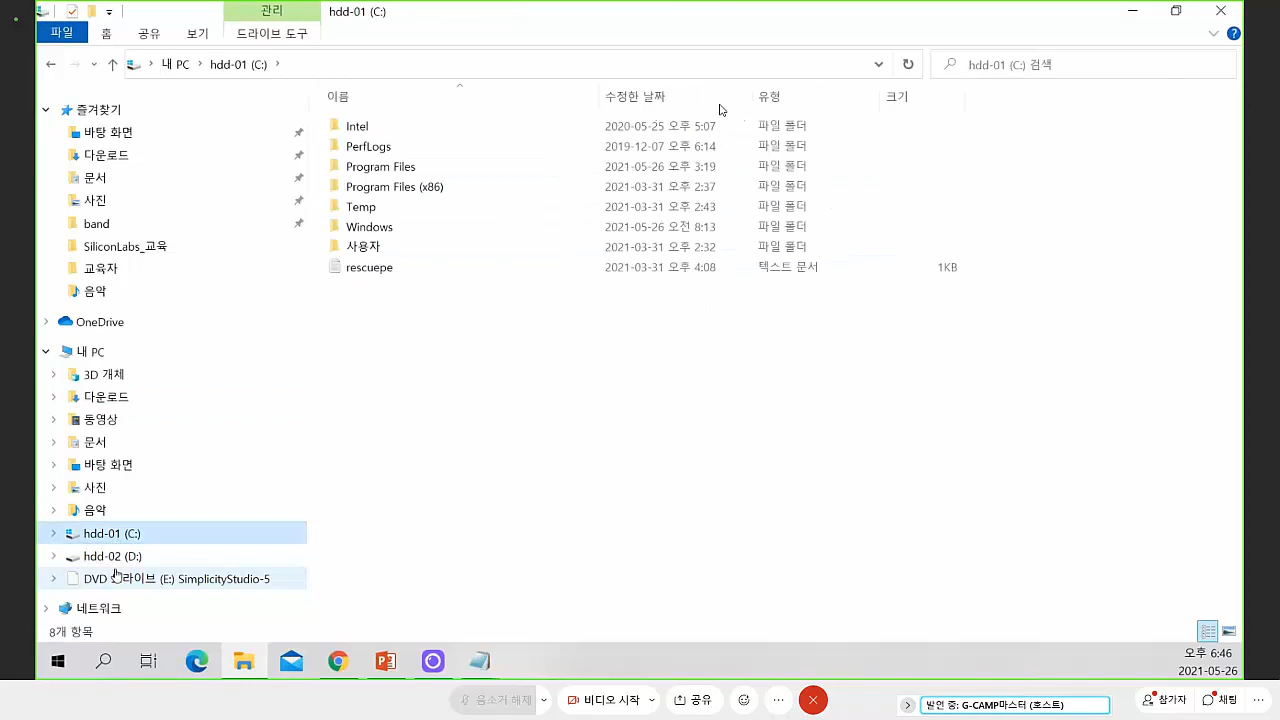 관리
hdd-01 (C:)
파일
홈
공유
보기
드라이브 도구
내 PC
hdd-01 (C:)
hdd-01 (C:) 검색
이름
수정한 날짜
유형
크기
Intel
2020-05-25 오후 5:07
파일 폴더
PerfLogs
2019-12-07 오후 6:14
파일 폴더
Program Files
2021-05-26 오후 3:19
파일 폴더
Program Files (x86)
2021-03-31 오후 2:37
파일 폴더
Temp
2021-03-31 오후 2:43
파일 폴더
Windows
2021-05-26 오전 8:13
파일 폴더
사용자
2021-03-31 오후 2:32
파일 폴더
rescuepe
2021-03-31 오후 4:08
텍스트 문서
1KB
즐겨찾기
바탕 화면
다운로드
문서
사진
band
SiliconLabs_교육
교육자
음악
OneDrive
내 PC
3D 개체
다운로드
동영상
문서
바탕 화면
사진
음악
hdd-01 (C:)
hdd-02 (D:)
DVD 드라이브 (E:) SimplicityStudio-5
네트워크
8개 항목
오후 6:46
2021-05-26
음소거 해제
비디오 시작
공유
발언 중: G-CAMP마스터 (호스트)
참가자
채팅